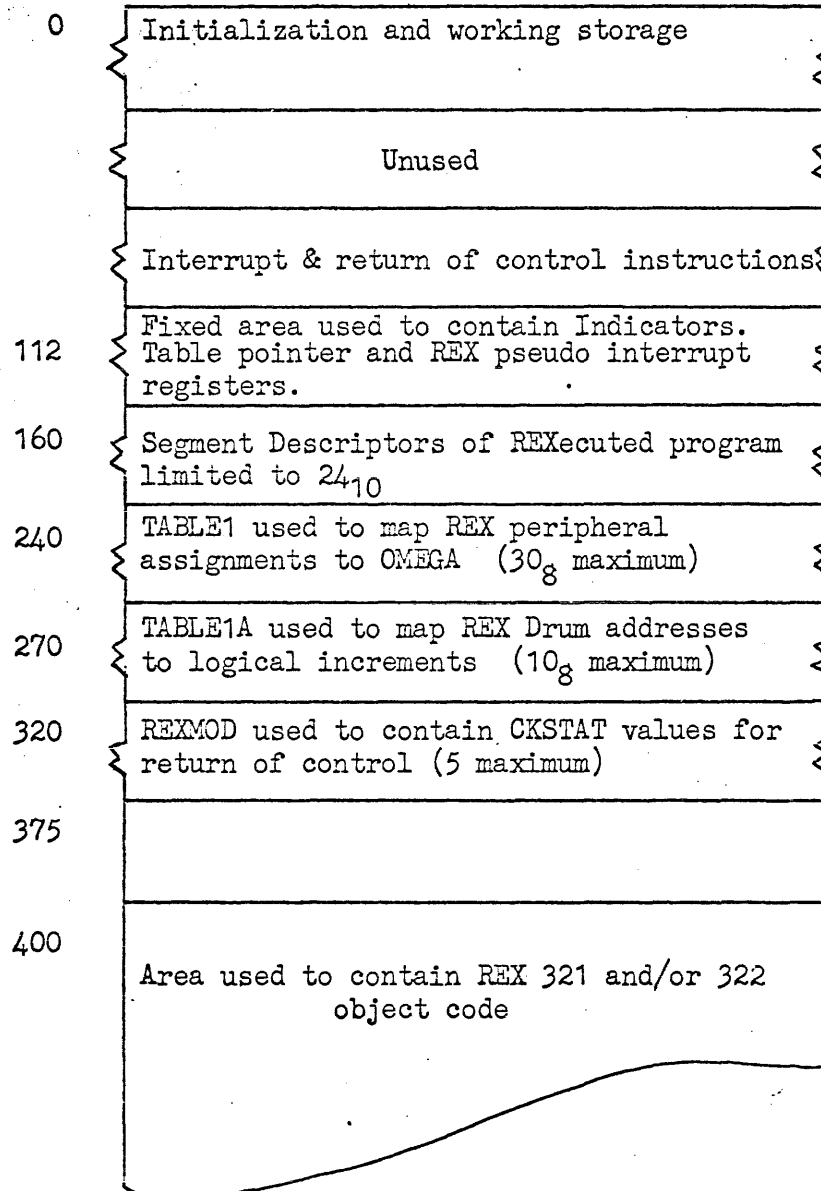 0 Initialization and working storage
Unused
Interrupt & return of control instructions
Fixed area used to contain Indicators.
112 Table pointer and REX pseudo interrupt
registers.
160 Segment Descriptors of REXecuted program
limited to 24₁₀
240 TABLE1 used to map REX peripheral
assignments to OMEGA (30₈ maximum)
270 TABLE1A used to map REX Drum addresses
to logical increments (10₈ maximum)
320 REXMOD used to contain CKSTAT values for
return of control (5 maximum)
375
400
Area used to contain REX 321 and/or 322
object code